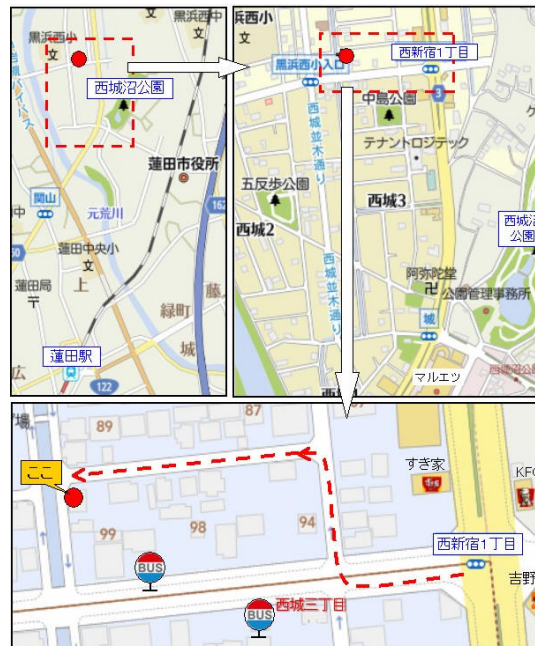 黒浜西小
文
黒浜西中
文
西城沼公園
蓮田市役所
関山
元荒川
蓮田中央小
文
上
蓮田局
緑町
城
藤
広
蓮田駅
122
162
黒浜西小
文
黒浜西小入口
西新宿1丁目
3
中島公園
テナントロジテック
五反歩公園
西城並木通り
西城2
西城3
西城沼
公園
阿弥陀堂
公園管理事務所
城
西城並木通り
マルエツ
89
87
ここ
すき家
KFC
99
98
94
西新宿1丁目
BUS
吉野
BUS
西城三丁目